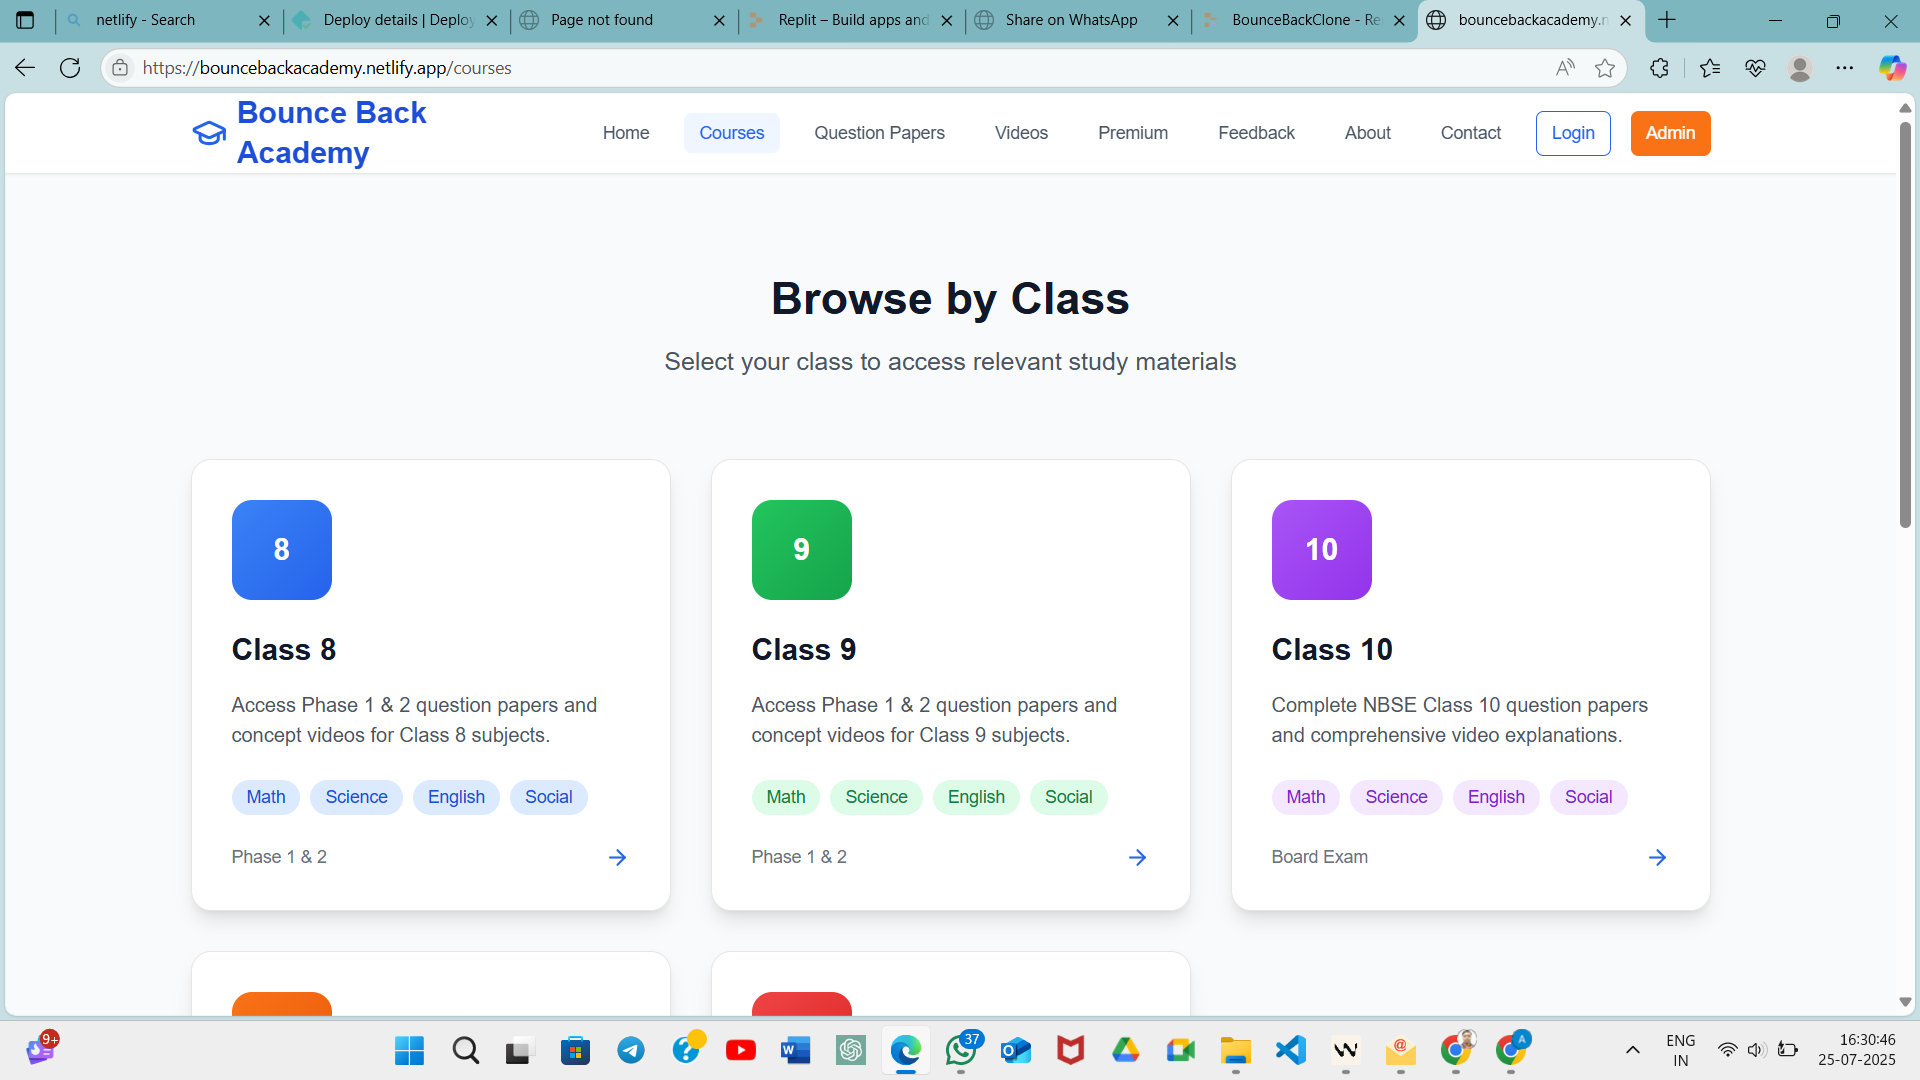 netlify - Search
Deploy details | Deploy
Page not found
Replit – Build apps and
Share on WhatsApp
BounceBackClone - Re
bouncebackacademy.n
https://bouncebackacademy.netlify.app/courses
Bounce Back
Academy
Home
Courses
Question Papers
Videos
Premium
Feedback
About
Contact
Login
Admin
Browse by Class
Select your class to access relevant study materials
8
Class 8
Access Phase 1 & 2 question papers and
concept videos for Class 8 subjects.
Math Science English Social
Phase 1 & 2
9
Class 9
Access Phase 1 & 2 question papers and
concept videos for Class 9 subjects.
Math Science English Social
Phase 1 & 2
10
Class 10
Complete NBSE Class 10 question papers
and comprehensive video explanations.
Math Science English Social
Board Exam
9+
37
A
ENG
IN
16:30:46
25-07-2025